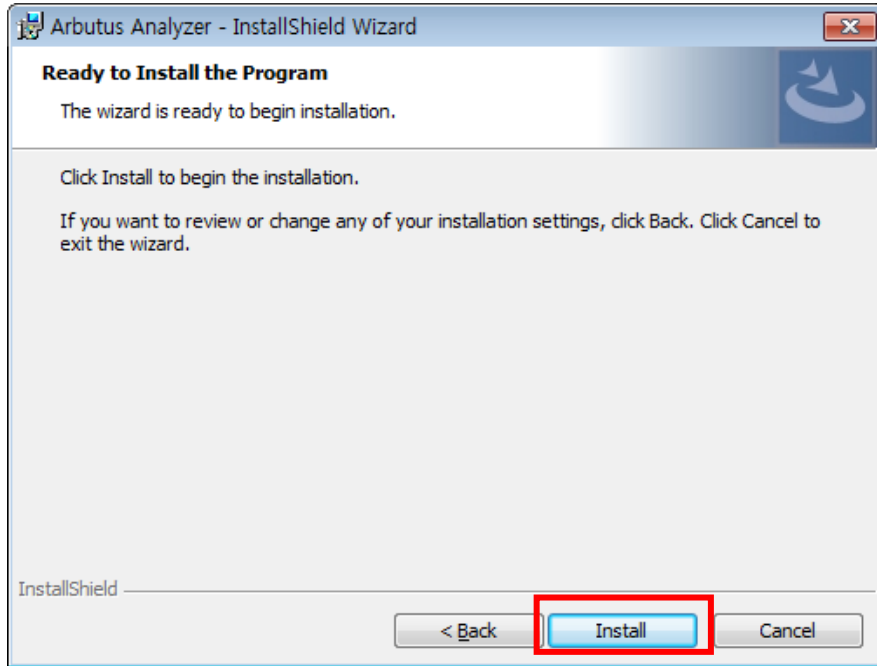 Arbutus Analyzer - InstallShield Wizard
Ready to Install the Program
The wizard is ready to begin installation.
Click Install to begin the installation.
If you want to review or change any of your installation settings, click Back. Click Cancel to
exit the wizard.
InstallShield
< Back
Install
Cancel